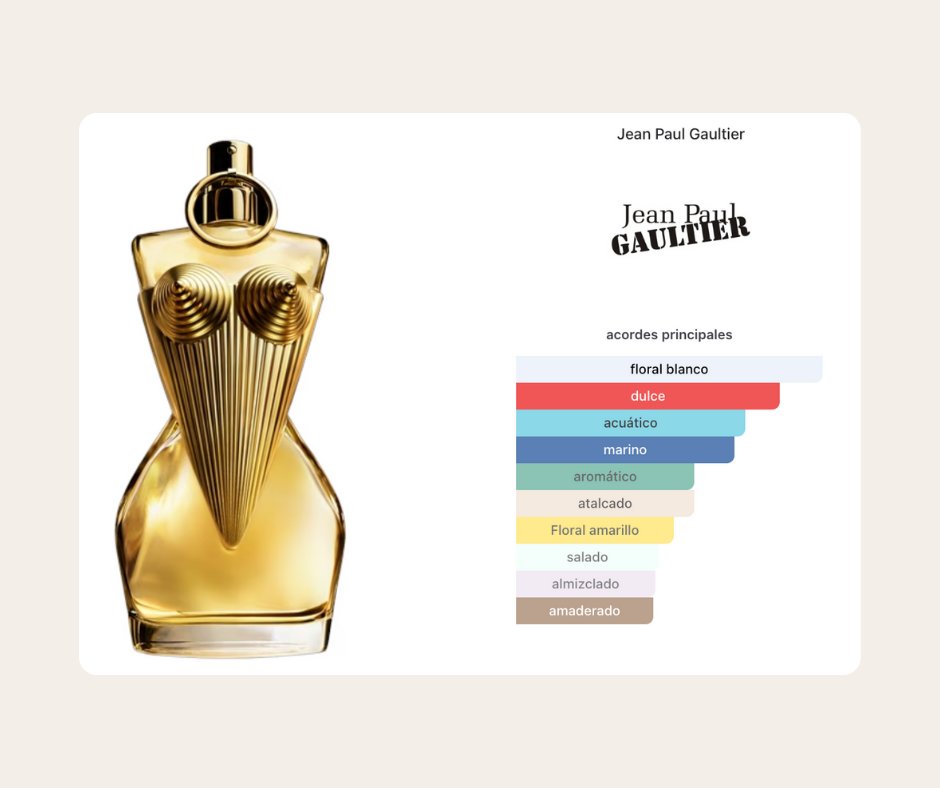 Jean Paul Gaultier
Jean Paul
GAULTIER
acordes principales
floral blanco
dulce
acuático
marino
aromático
atalcado
Floral amarillo
salado
almizclado
amaderado